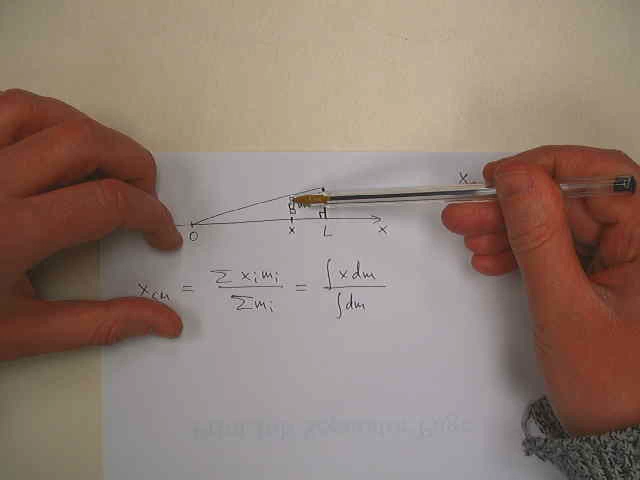 x
0 x L x
x_cm = Σ x_i m_i / Σ m_i = ∫ x dm / ∫ dm